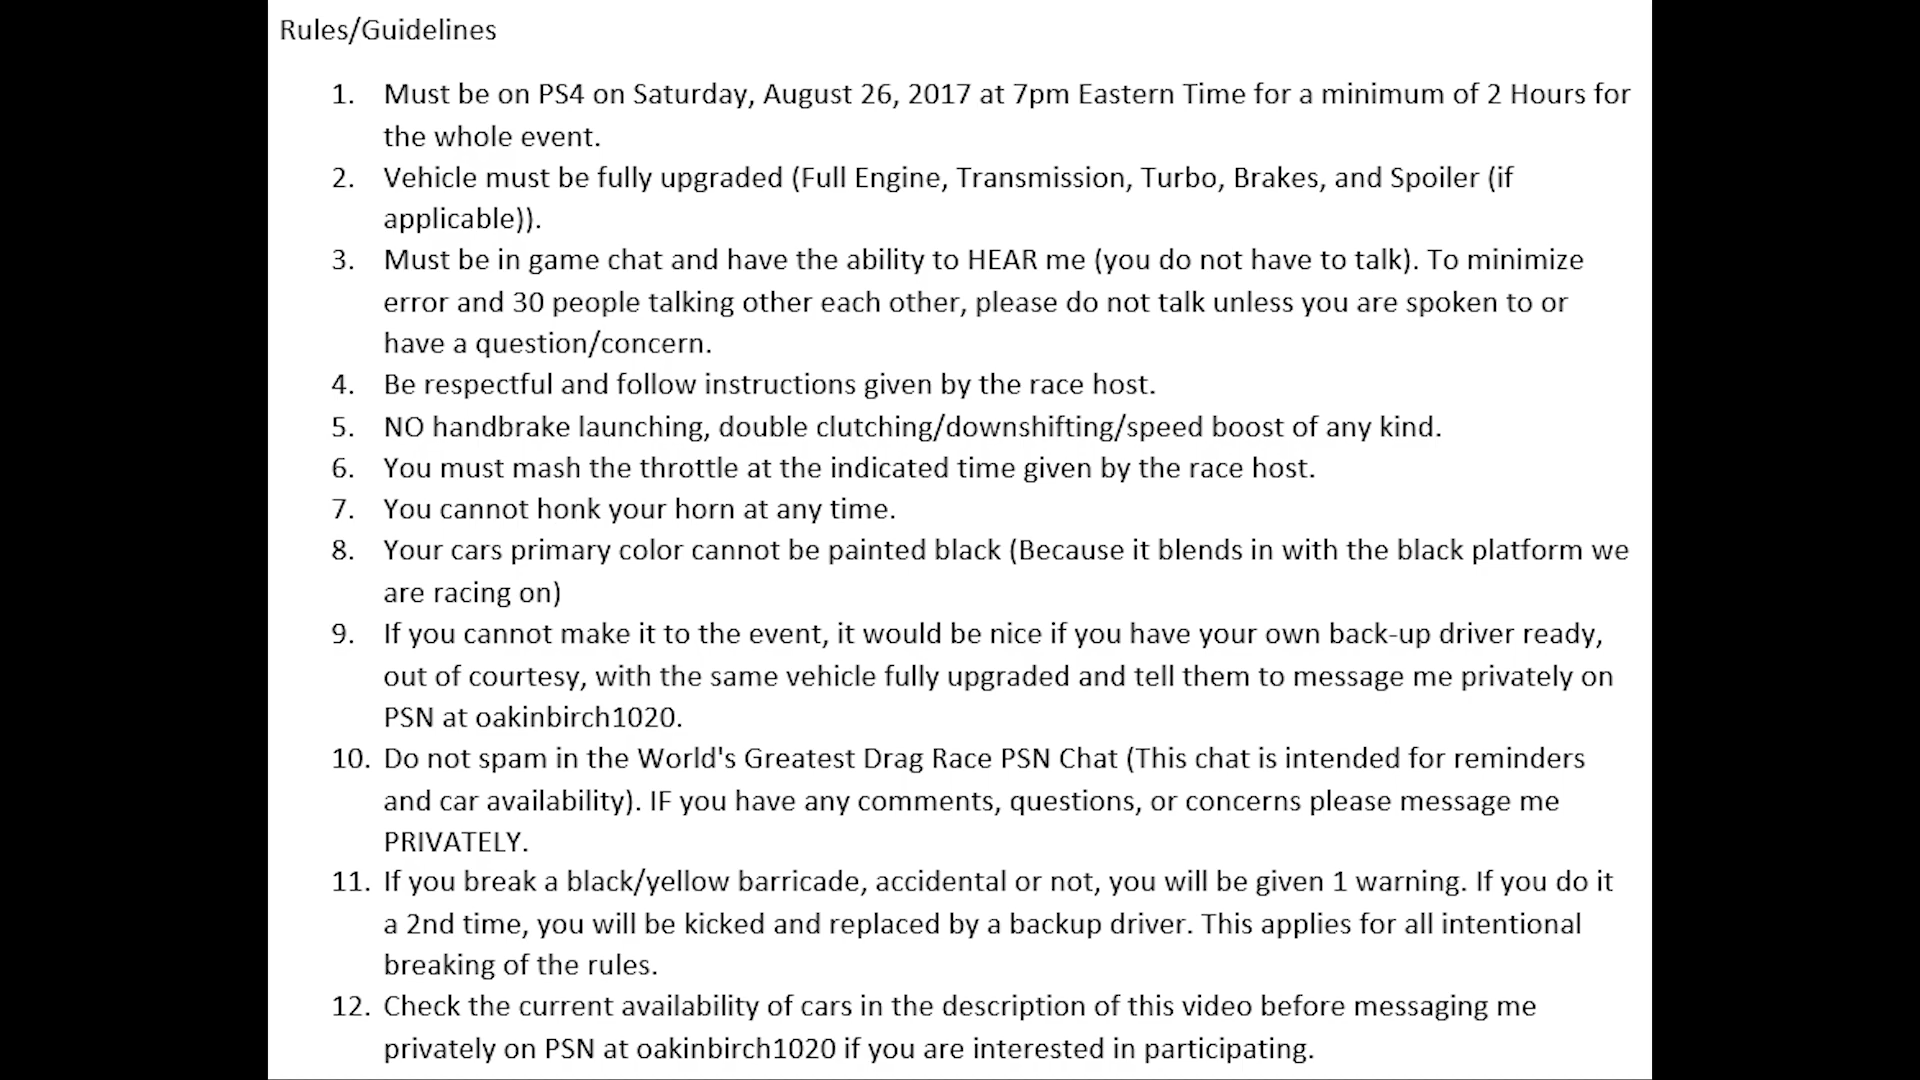 Rules/Guidelines
1. Must be on PS4 on Saturday, August 26, 2017 at 7pm Eastern Time for a minimum of 2 Hours for
the whole event.
2. Vehicle must be fully upgraded (Full Engine, Transmission, Turbo, Brakes, and Spoiler (if
applicable)).
3. Must be in game chat and have the ability to HEAR me (you do not have to talk). To minimize
error and 30 people talking other each other, please do not talk unless you are spoken to or
have a question/concern.
4. Be respectful and follow instructions given by the race host.
5. NO handbrake launching, double clutching/downshifting/speed boost of any kind.
6. You must mash the throttle at the indicated time given by the race host.
7. You cannot honk your horn at any time.
8. Your cars primary color cannot be painted black (Because it blends in with the black platform we
are racing on)
9. If you cannot make it to the event, it would be nice if you have your own back-up driver ready,
out of courtesy, with the same vehicle fully upgraded and tell them to message me privately on
PSN at oakinbirch1020.
10. Do not spam in the World's Greatest Drag Race PSN Chat (This chat is intended for reminders
and car availability). IF you have any comments, questions, or concerns please message me
PRIVATELY.
11. If you break a black/yellow barricade, accidental or not, you will be given 1 warning. If you do it
a 2nd time, you will be kicked and replaced by a backup driver. This applies for all intentional
breaking of the rules.
12. Check the current availability of cars in the description of this video before messaging me
privately on PSN at oakinbirch1020 if you are interested in participating.